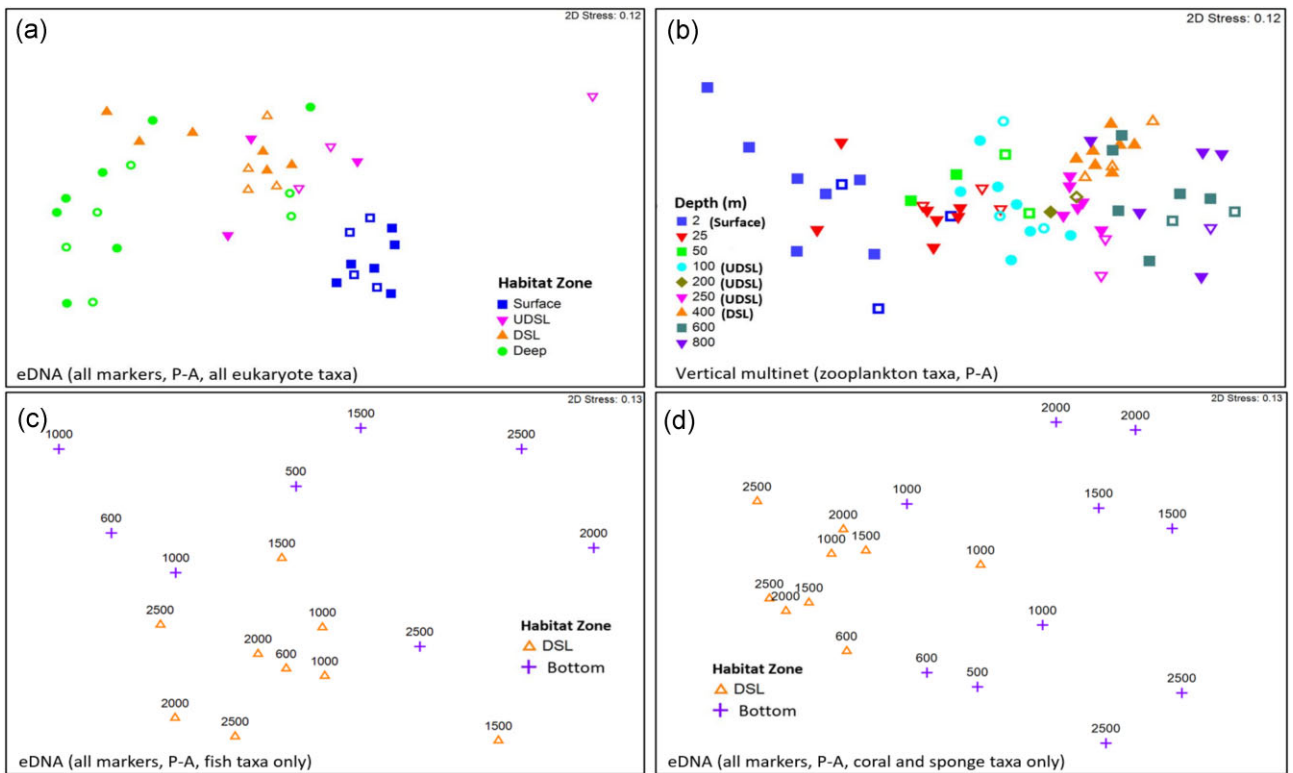 (a)
2D Stress: 0.12
Habitat Zone
Surface
UDSL
DSL
Deep
eDNA (all markers, P-A, all eukaryote taxa)
(b)
2D Stress: 0.12
Depth (m)
2 (Surface)
25
50
100 (UDSL)
200 (UDSL)
250 (UDSL)
400 (DSL)
600
800
Vertical multinet (zooplankton taxa, P-A)
(c)
2D Stress: 0.13
1500
1000
2500
500
600
2000
1500
1000
2500
1000
2000
600
2500
1000
2000
2500
1500
Habitat Zone
DSL
Bottom
eDNA (all markers, P-A, fish taxa only)
(d)
2D Stress: 0.13
2000
2000
2500
1000
1500
2000
1500
1000
1500
1000
2500
2000
1500
1000
600
600
500
2500
2500
Habitat Zone
DSL
Bottom
eDNA (all markers, P-A, coral and sponge taxa only)